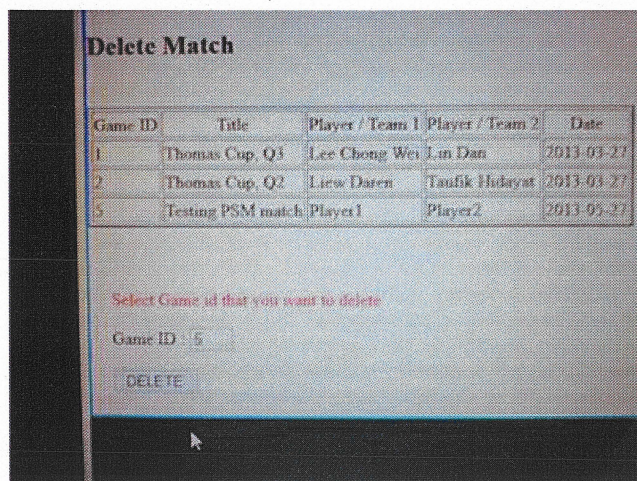 Delete Match
Game ID Title Player / Team 1 Player / Team 2 Date
1 Thomas Cup, Q3 Lee Chong Wei Lin Dan 2013-03-27
2 Thomas Cup, Q2 Liew Daren Taufik Hidayat 2013-03-27
5 Testing PSM match Player1 Player2 2013-05-27
Select Game id that you want to delete
Game ID : 5
DELETE